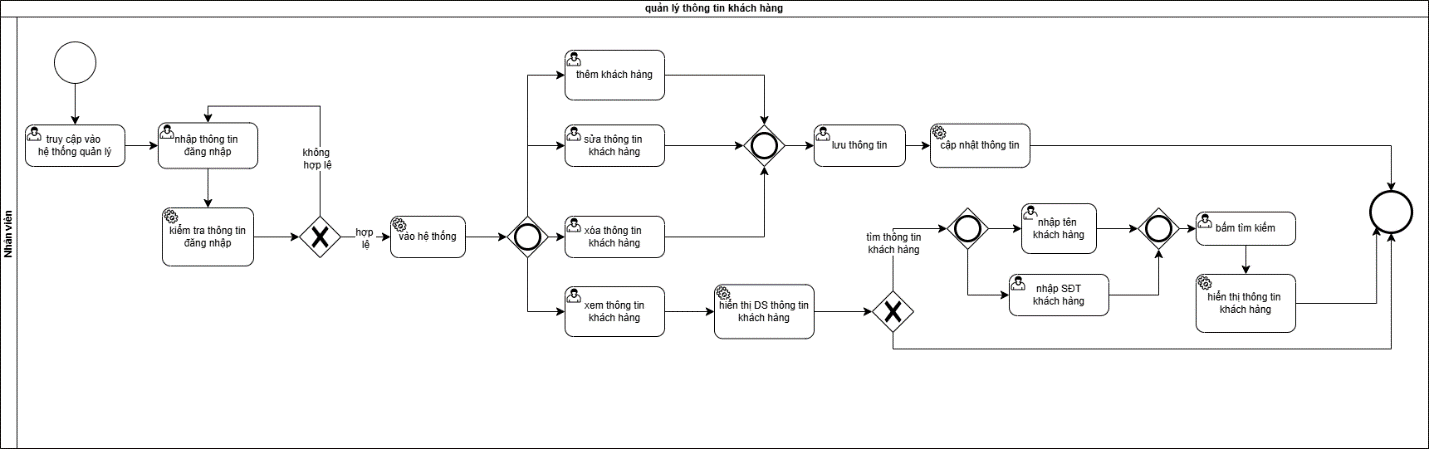 quản lý thông tin khách hàng
Nhân viên
truy cập vào
hệ thống quản lý
nhập thông tin
đăng nhập
không
hợp lệ
kiểm tra thông tin
đăng nhập
hợp
lệ
vào hệ thống
thêm khách hàng
sửa thông tin
khách hàng
xóa thông tin
khách hàng
xem thông tin
khách hàng
lưu thông tin
cập nhật thông tin
hiển thị DS thông tin
khách hàng
tìm thông tin
khách hàng
nhập tên
khách hàng
nhập SĐT
khách hàng
bấm tìm kiếm
hiển thị thông tin
khách hàng